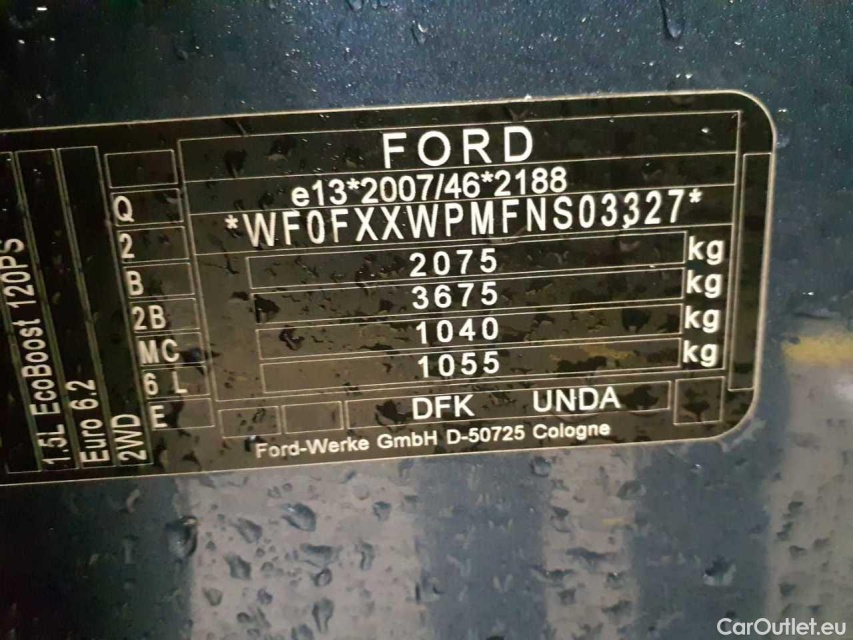 FORD
e13*2007/46*2188
*WF0FXXWPMFNS03327*
2075 kg
3675 kg
1040 kg
1055 kg
DFK UNDA
Ford-Werke GmbH D-50725 Cologne
Q
2
B
2B
MC
6 L
E
1.5L EcoBoost 120PS
Euro 6.2
2WD
CarOutlet.eu